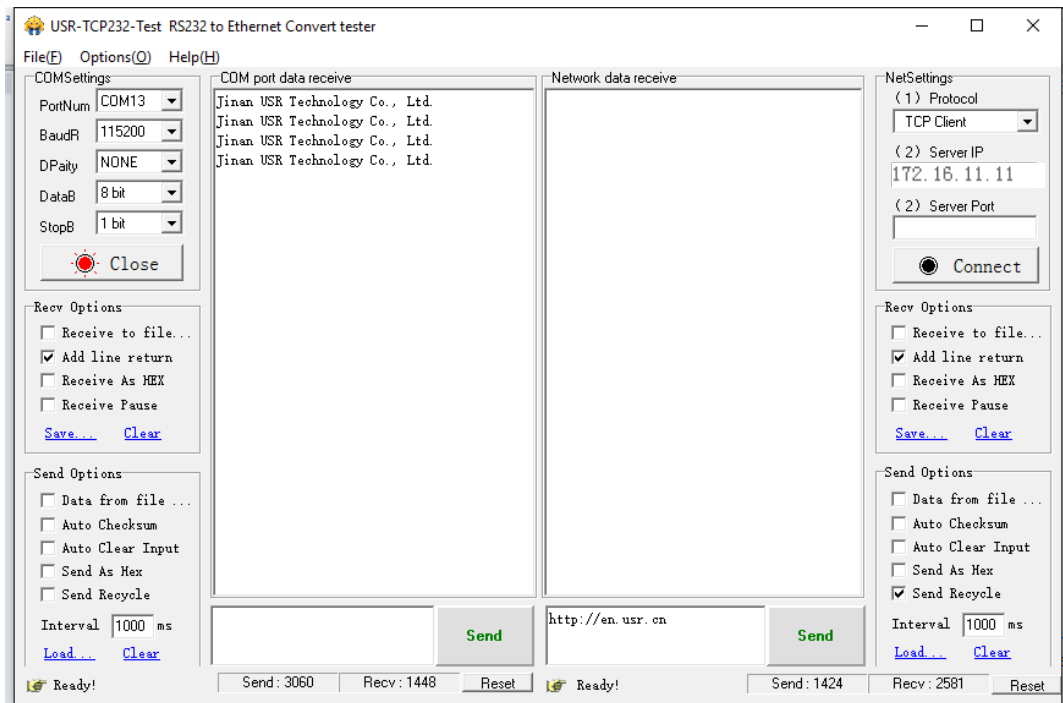 USR-TCP232-Test RS232 to Ethernet Convert tester
File(F) Options(O) Help(H)
COMSettings
PortNum COM13
BaudR 115200
DPaity NONE
DataB 8 bit
StopB 1 bit
Close
Recv Options
Receive to file...
Add line return
Receive As HEX
Receive Pause
Save... Clear
Send Options
Data from file ...
Auto Checksum
Auto Clear Input
Send As Hex
Send Recycle
Interval 1000 ms
Load... Clear
COM port data receive
Jinan USR Technology Co., Ltd.
Jinan USR Technology Co., Ltd.
Jinan USR Technology Co., Ltd.
Jinan USR Technology Co., Ltd.
Send
Network data receive
http://en.usr.cn
Send
NetSettings
(1) Protocol
TCP Client
(2) Server IP
172.16.11.11
(2) Server Port
Connect
Recv Options
Receive to file...
Add line return
Receive As HEX
Receive Pause
Save... Clear
Send Options
Data from file ...
Auto Checksum
Auto Clear Input
Send As Hex
Send Recycle
Interval 1000 ms
Load... Clear
Ready! Send : 3060 Recv : 1448 Reset
Ready! Send : 1424 Recv : 2581 Reset